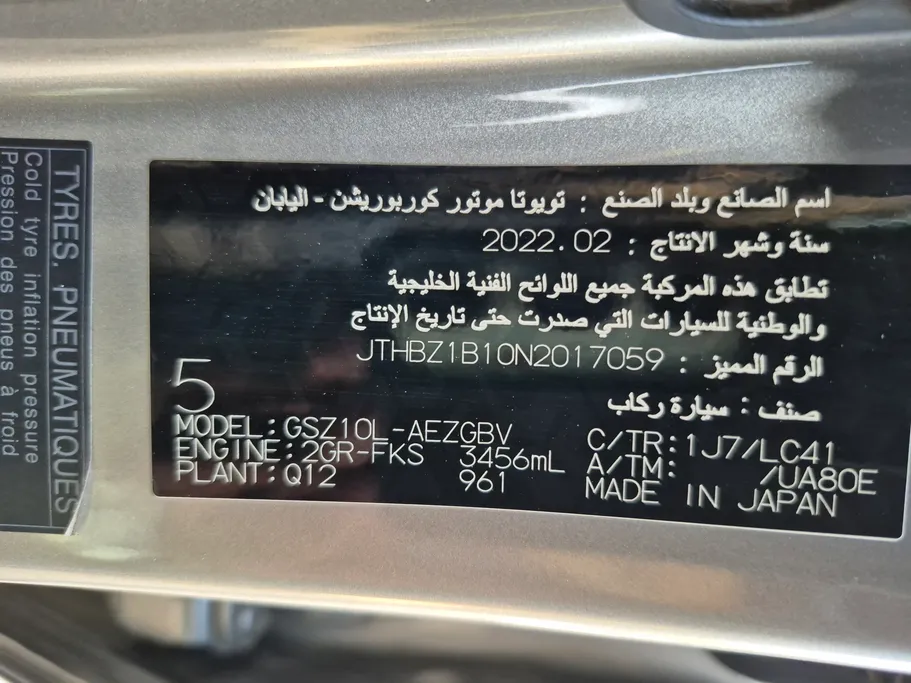 TYRES, PNEUMATIQUES
Cold tyre inflation pressure
Pression des pneus à froid
اسم الصانع وبلد الصنع : تويوتا موتور كوربوريشن - اليابان
سنة وشهر الانتاج : 2022.02
تطابق هذه المركبة جميع اللوائح الفنية الخليجية
والوطنية للسيارات التي صدرت حتى تاريخ الإنتاج
الرقم المميز : JTHBZ1B10N2017059
صنف : سيارة ركاب
5
MODEL:GSZ10L-AEZGBV
ENGINE:2GR-FKS 3456mL
PLANT:Q12 961
C/TR:1J7/LC41
A/TM: /UA80E
MADE IN JAPAN